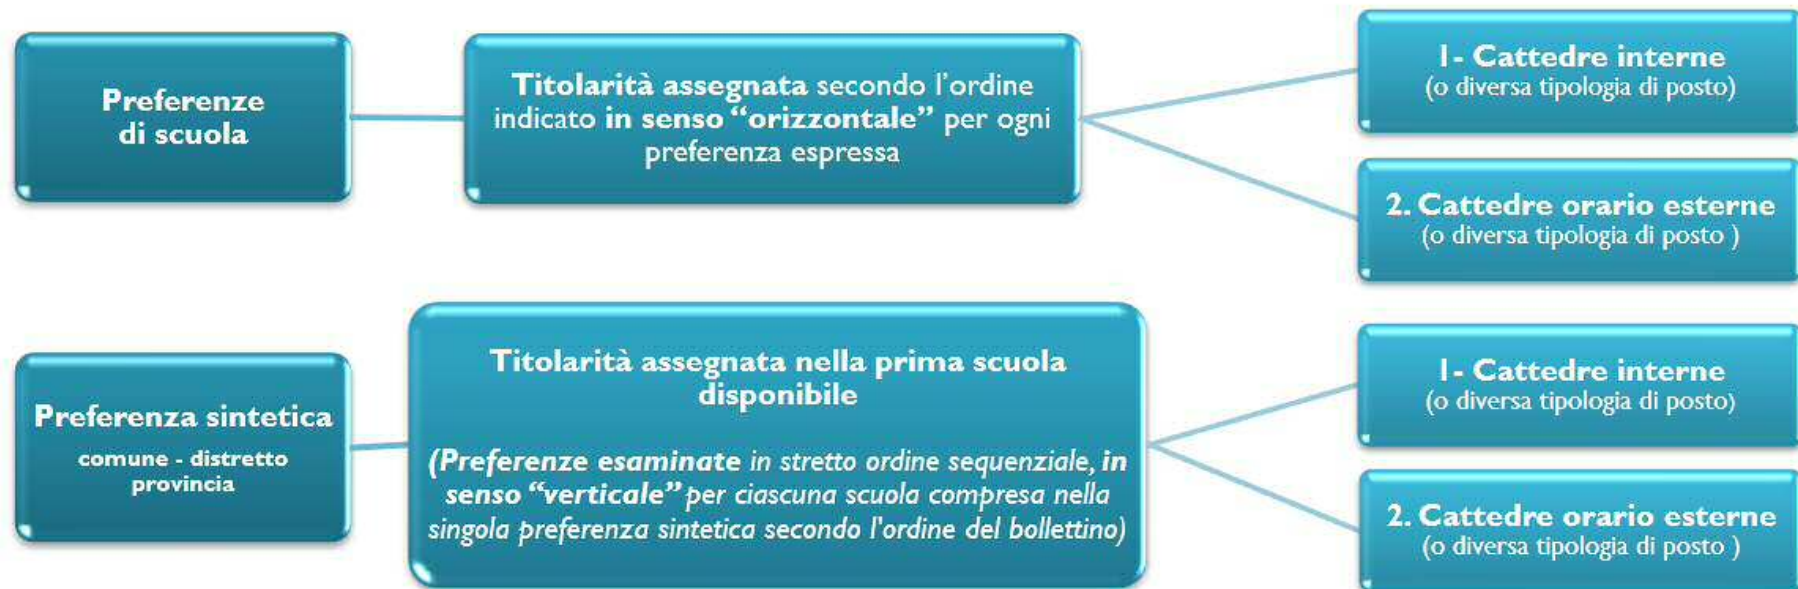 Preferenze
di scuola
Titolarità assegnata secondo l'ordine
indicato in senso “orizzontale” per ogni
preferenza espressa
1- Cattedre interne
(o diversa tipologia di posto)
2. Cattedre orario esterne
(o diversa tipologia di posto )
Preferenza sintetica
comune - distretto
provincia
Titolarità assegnata nella prima scuola
disponibile
(Preferenze esaminate in stretto ordine sequenziale, in
senso “verticale” per ciascuna scuola compresa nella
singola preferenza sintetica secondo l'ordine del bollettino)
1- Cattedre interne
(o diversa tipologia di posto)
2. Cattedre orario esterne
(o diversa tipologia di posto )